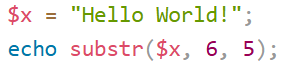 $x = "Hello World!";
echo substr($x, 6, 5);